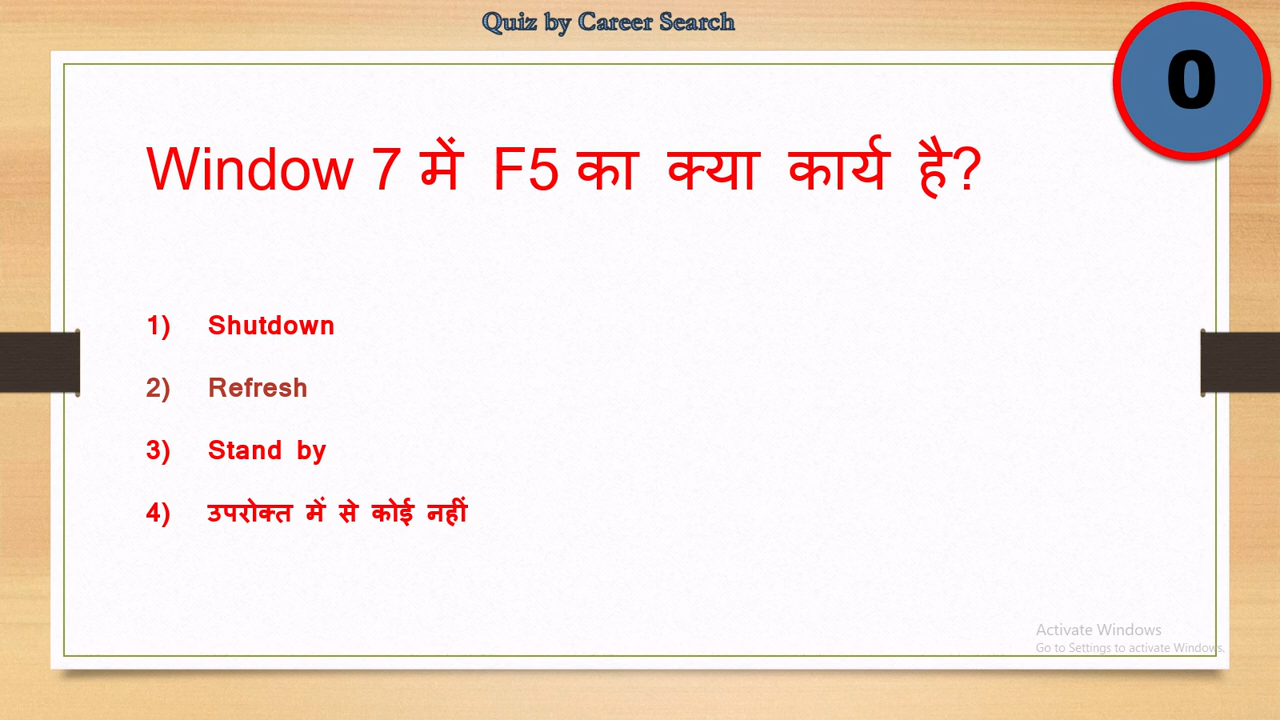 Quiz by Career Search
0
Window 7 में F5 का क्या कार्य है?
1) Shutdown
2) Refresh
3) Stand by
4) उपरोक्त में से कोई नहीं
Activate Windows
Go to Settings to activate Windows.